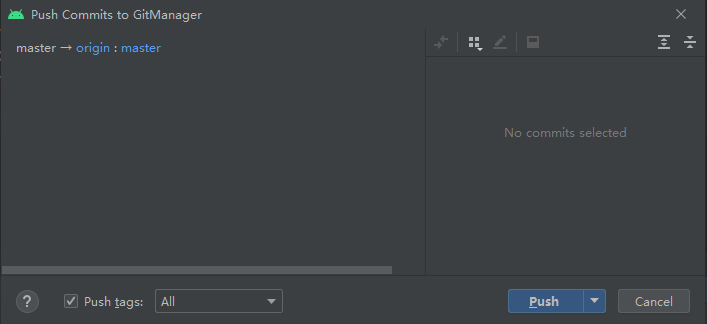 Push Commits to GitManager
master → origin : master
No commits selected
? Push tags: All Push Cancel